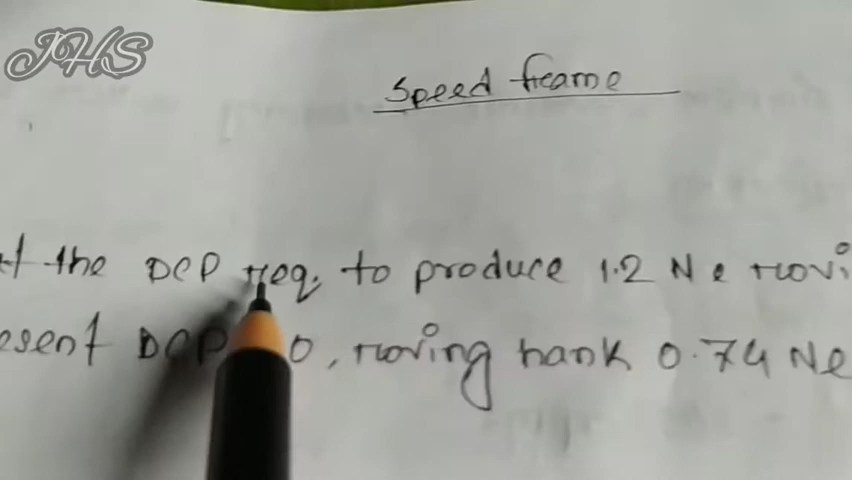 JHS
Speed frame
the DCP req. to produce 1.2 Ne rovi
esent DCP 0, roving hank 0.74 Ne